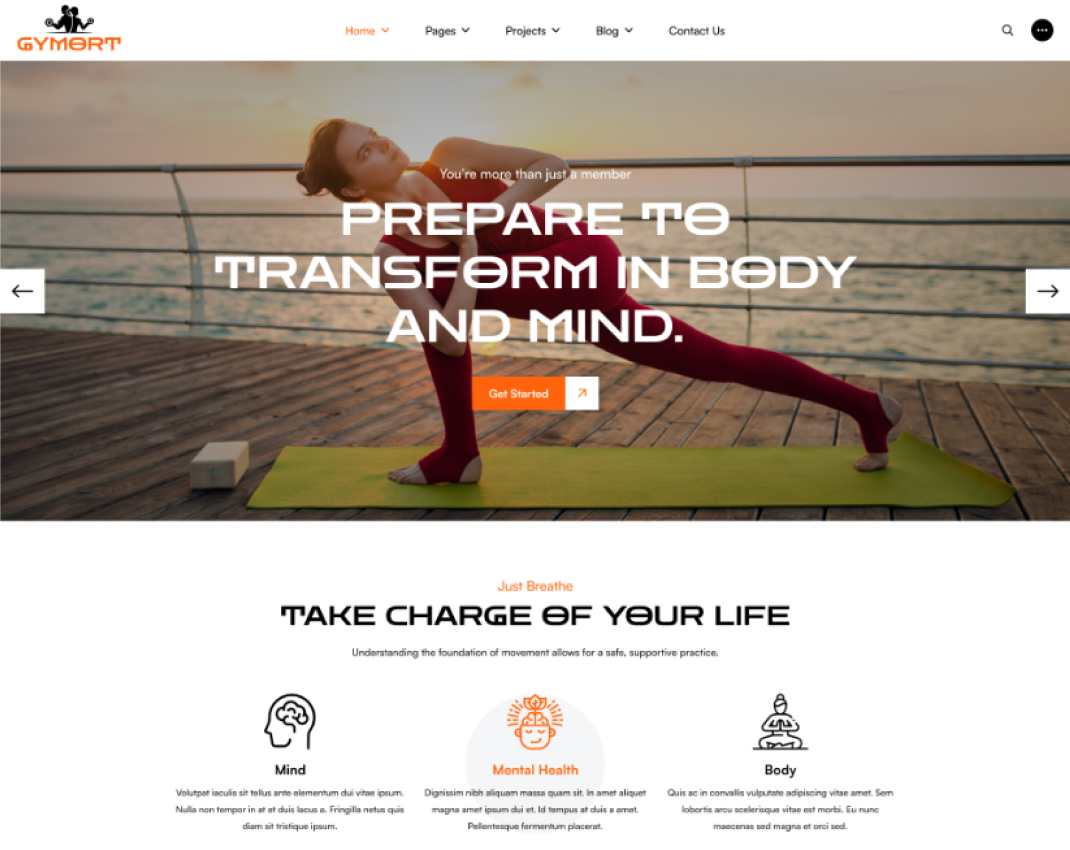 GYMORT
Home
Pages
Projects
Blog
Contact Us
You're more than just a member
PREPARE TO
TRANSFORM IN BODY
AND MIND.
Get Started
Just Breathe
TAKE CHARGE OF YOUR LIFE
Understanding the foundation of movement allows for a safe, supportive practice.
Mind
Volutpat iaculis sit tellus ante elementum dui vitae ipsum.
Nulla non tempor in at et duis lacus a. Fringilla netus quis
diam sit tristique ipsum.
Mental Health
Dignissim nibh aliquam massa quam sit. In amet aliquet
magna amet ipsum dui et. Id tempus at duis a amet.
Pellentesque fermentum placerat.
Body
Quis ac in convallis vulputate adipiscing vitae amet. Sem
lobortis arcu scelerisque vitae est morbi. Eu nunc
maecenas sed magna et orci sed.